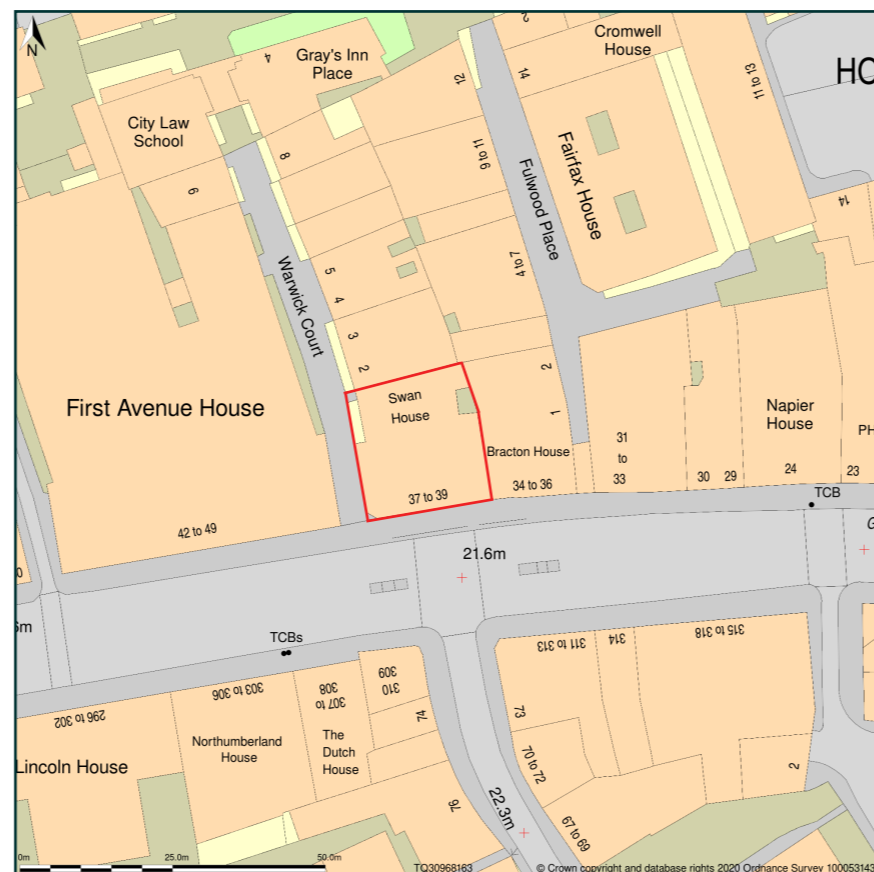 N
4
Gray's Inn
Place
12
2
14
Cromwell
House
11 to 13
HO
City Law
School
8
9 to 11
Fulwood Place
Fairfax House
14
6
Warwick Court
5
4
3
2
4 to 7
First Avenue House
Swan
House
2
1
Bracton House
31
to
33
Napier
House
PH
37 to 39
34 to 36
30
29
24
23
TCB
42 to 49
21.6m
G
0
6m
TCBs
296 to 302
303 to 306
308
307 to
309
310
74
311 to 313
314
315 to 318
Lincoln House
Northumberland
House
The
Dutch
House
73
70 to 72
2
76
22.3m
67 to 69
0m
25.0m
50.0m
TQ30968163
© Crown copyright and database rights 2020 Ordnance Survey 100053143